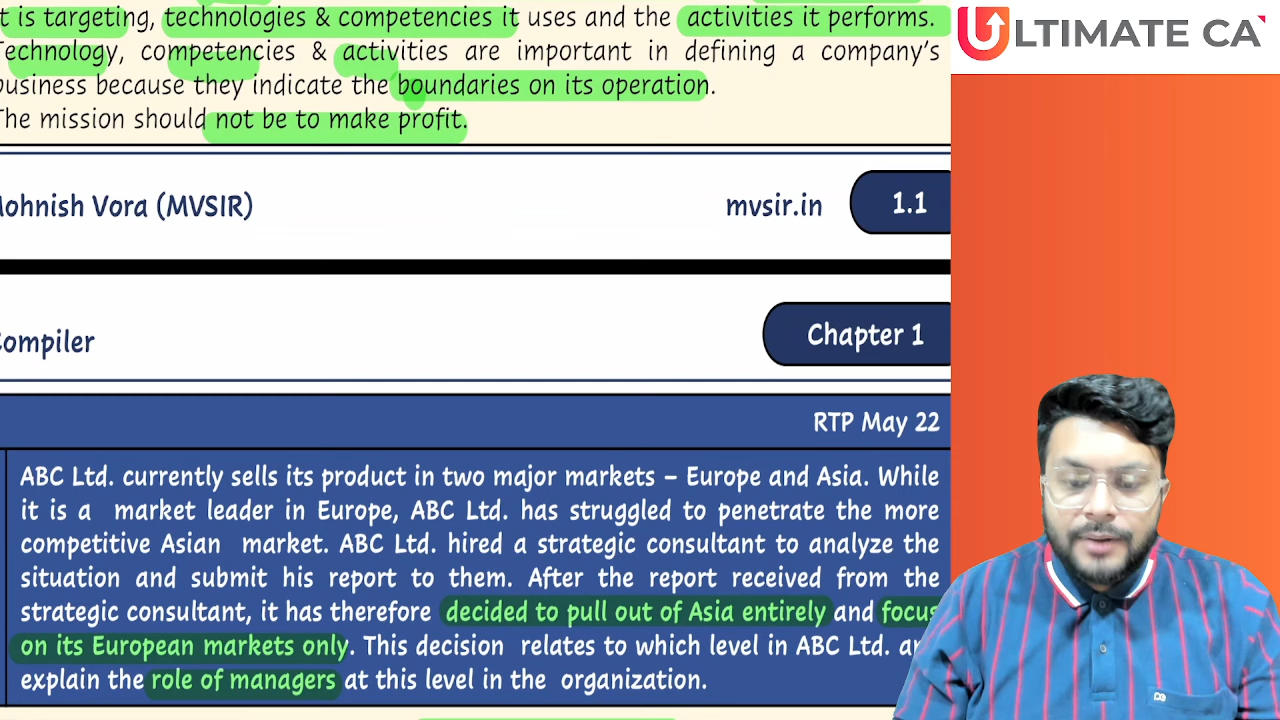 t is targeting, technologies & competencies it uses and the activities it performs.
Technology, competencies & activities are important in defining a company's
business because they indicate the boundaries on its operation.
The mission should not be to make profit.
Mohnish Vora (MVSIR)
mvsir.in
1.1
Compiler
Chapter 1
RTP May 22
ABC Ltd. currently sells its product in two major markets – Europe and Asia. While
it is a market leader in Europe, ABC Ltd. has struggled to penetrate the more
competitive Asian market. ABC Ltd. hired a strategic consultant to analyze the
situation and submit his report to them. After the report received from the
strategic consultant, it has therefore decided to pull out of Asia entirely and focus
on its European markets only. This decision relates to which level in ABC Ltd. an
explain the role of managers at this level in the organization.
ULTIMATE CA